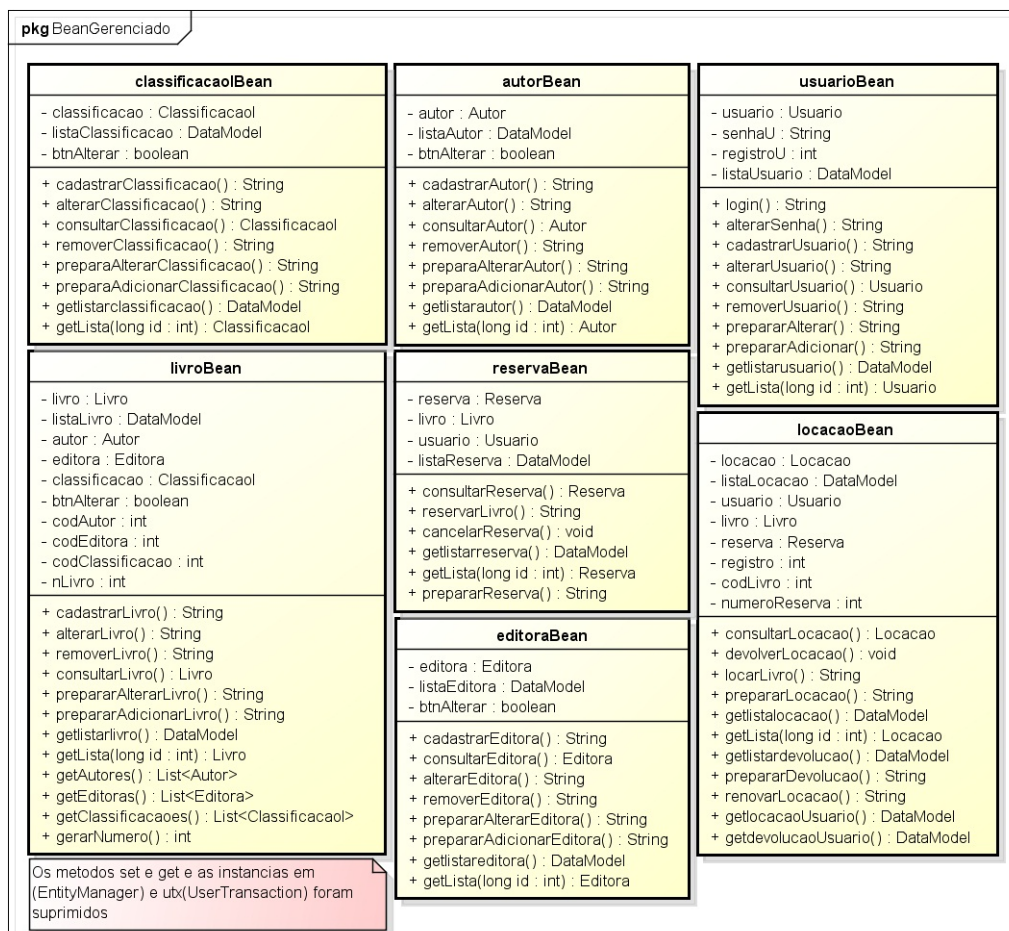 pkg BeanGerenciado
classificacaolBean
- classificacao : Classificacaol
- listaClassificacao : DataModel
- btnAlterar : boolean
+ cadastrarClassificacao() : String
+ alterarClassificacao() : String
+ consultarClassificacao() : Classificacaol
+ removerClassificacao() : String
+ preparaAlterarClassificacao() : String
+ preparaAdicionarClassificacao() : String
+ getlistarclassificacao() : DataModel
+ getLista(long id : int) : Classificacaol
autorBean
- autor : Autor
- listaAutor : DataModel
- btnAlterar : boolean
+ cadastrarAutor() : String
+ alterarAutor() : String
+ consultarAutor() : Autor
+ removerAutor() : String
+ preparaAlterarAutor() : String
+ preparaAdicionarAutor() : String
+ getlistarautor() : DataModel
+ getLista(long id : int) : Autor
usuarioBean
- usuario : Usuario
- senhaU : String
- registroU : int
- listaUsuario : DataModel
+ login() : String
+ alterarSenha() : String
+ cadastrarUsuario() : String
+ alterarUsuario() : String
+ consultarUsuario() : Usuario
+ removerUsuario() : String
+ prepararAlterar() : String
+ prepararAdicionar() : String
+ getlistarusuario() : DataModel
+ getLista(long id : int) : Usuario
livroBean
- livro : Livro
- listaLivro : DataModel
- autor : Autor
- editora : Editora
- classificacao : Classificacaol
- btnAlterar : boolean
- codAutor : int
- codEditora : int
- codClassificacao : int
- nLivro : int
+ cadastrarLivro() : String
+ alterarLivro() : String
+ removerLivro() : String
+ consultarLivro() : Livro
+ prepararAlterarLivro() : String
+ prepararAdicionarLivro() : String
+ getlistarlivro() : DataModel
+ getLista(long id : int) : Livro
+ getAutores() : List<Autor>
+ getEditoras() : List<Editora>
+ getClassificacaoes() : List<Classificacaol>
+ gerarNumero() : int
reservaBean
- reserva : Reserva
- livro : Livro
- usuario : Usuario
- listaReserva : DataModel
+ consultarReserva() : Reserva
+ reservarLivro() : String
+ cancelarReserva() : void
+ getlistarreserva() : DataModel
+ getLista(long id : int) : Reserva
+ prepararReserva() : String
locacaoBean
- locacao : Locacao
- listaLocacao : DataModel
- usuario : Usuario
- livro : Livro
- reserva : Reserva
- registro : int
- codLivro : int
- numeroReserva : int
+ consultarLocacao() : Locacao
+ devolverLocacao() : void
+ locarLivro() : String
+ prepararLocacao() : String
+ getlistalocacao() : DataModel
+ getLista(long id : int) : Locacao
+ getlistardevolucao() : DataModel
+ prepararDevolucao() : String
+ renovarLocacao() : String
+ getlocacaoUsuario() : DataModel
+ getdevolucaoUsuario() : DataModel
editoraBean
- editora : Editora
- listaEditora : DataModel
- btnAlterar : boolean
+ cadastrarEditora() : String
+ consultarEditora() : Editora
+ alterarEditora() : String
+ removerEditora() : String
+ prepararAlterarEditora() : String
+ prepararAdicionarEditora() : String
+ getlistareditora() : DataModel
+ getLista(long id : int) : Editora
Os metodos set e get e as instancias em
(EntityManager) e utx(UserTransaction) foram
suprimidos